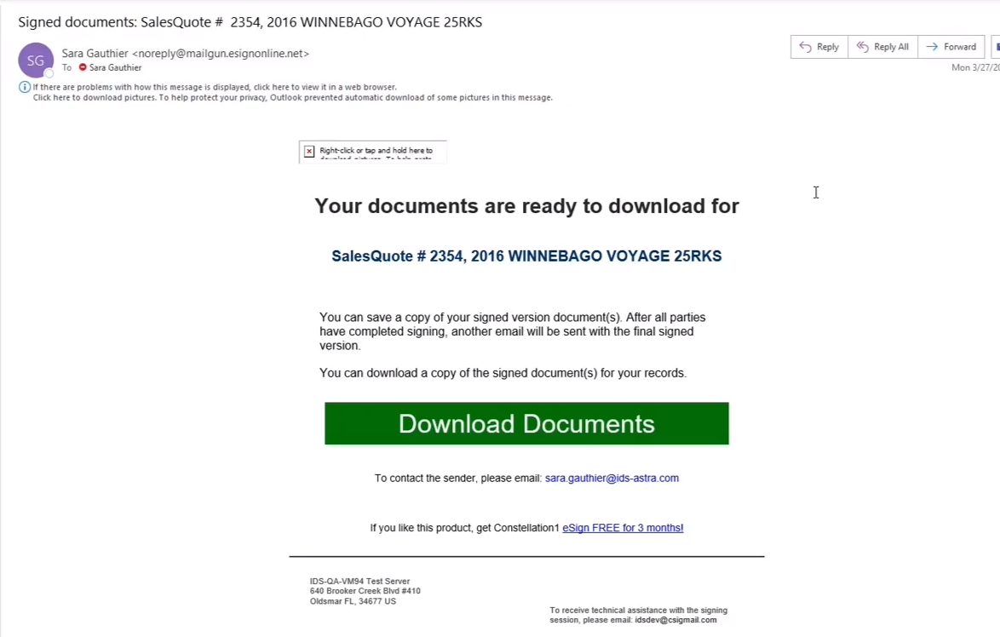 Signed documents: SalesQuote # 2354, 2016 WINNEBAGO VOYAGE 25RKS
SG
Sara Gauthier <noreply@mailgun.esignonline.net>
To Sara Gauthier
Reply
Reply All
Forward
Mon 3/27/20
If there are problems with how this message is displayed, click here to view it in a web browser.
Click here to download pictures. To help protect your privacy, Outlook prevented automatic download of some pictures in this message.
Right-click or tap and hold here to
download pictures. To help
Your documents are ready to download for
SalesQuote # 2354, 2016 WINNEBAGO VOYAGE 25RKS
You can save a copy of your signed version document(s). After all parties
have completed signing, another email will be sent with the final signed
version.
You can download a copy of the signed document(s) for your records.
Download Documents
To contact the sender, please email: sara.gauthier@ids-astra.com
If you like this product, get Constellation1 eSign FREE for 3 months!
IDS-QA-VM94 Test Server
640 Brooker Creek Blvd #410
Oldsmar FL, 34677 US
To receive technical assistance with the signing
session, please email: idsdev@csigmail.com